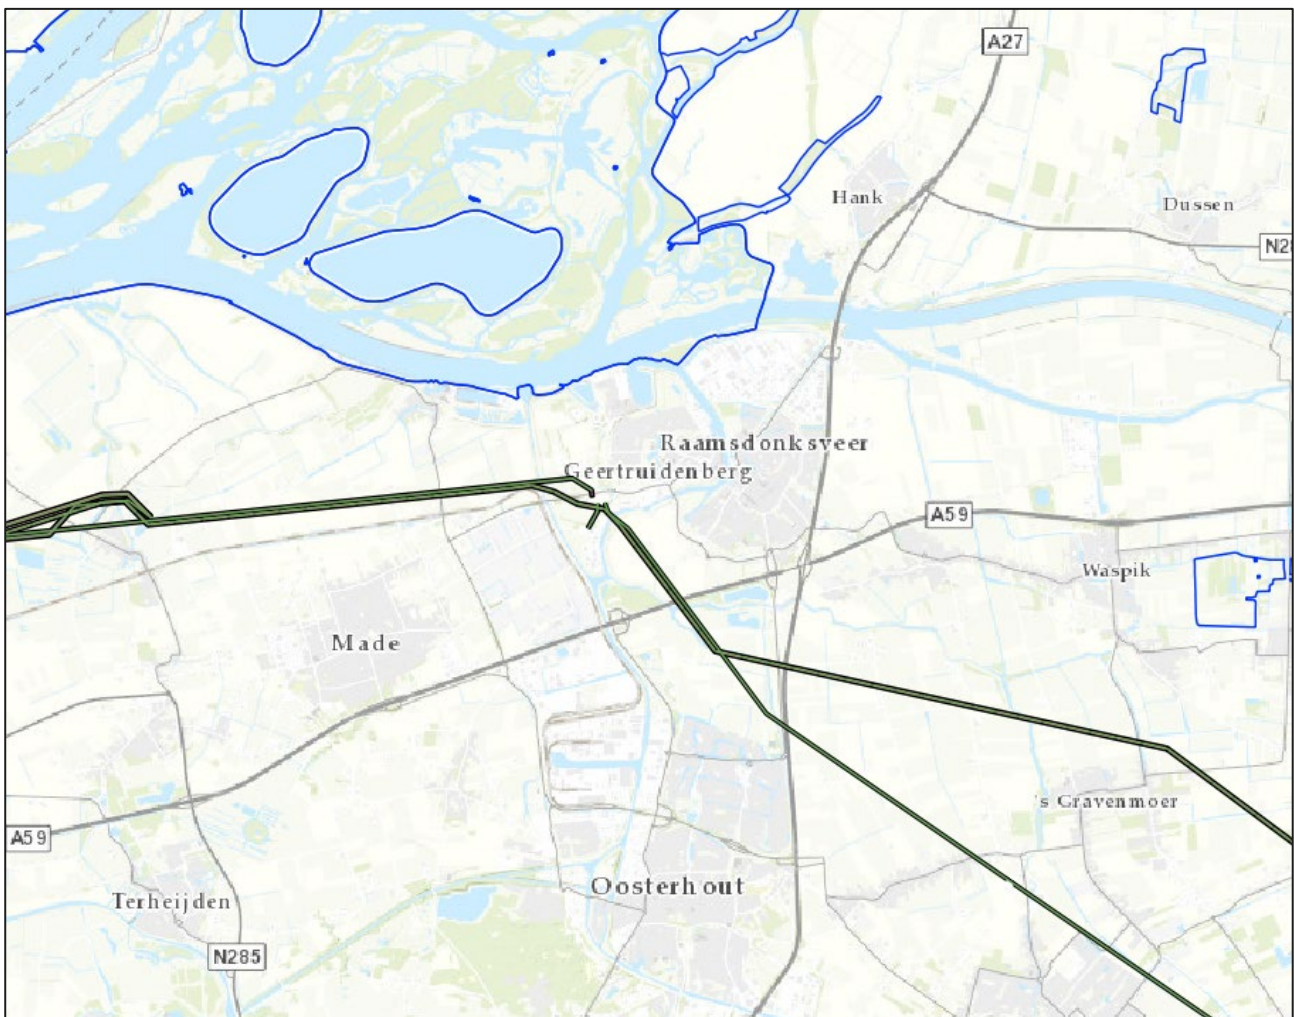 A27
Hank
Dussen
N2
Raamsdonksveer
Geertruidenberg
A59
Waspik
Made
's Gravenmoer
A59
Oosterhout
Terheijden
N285